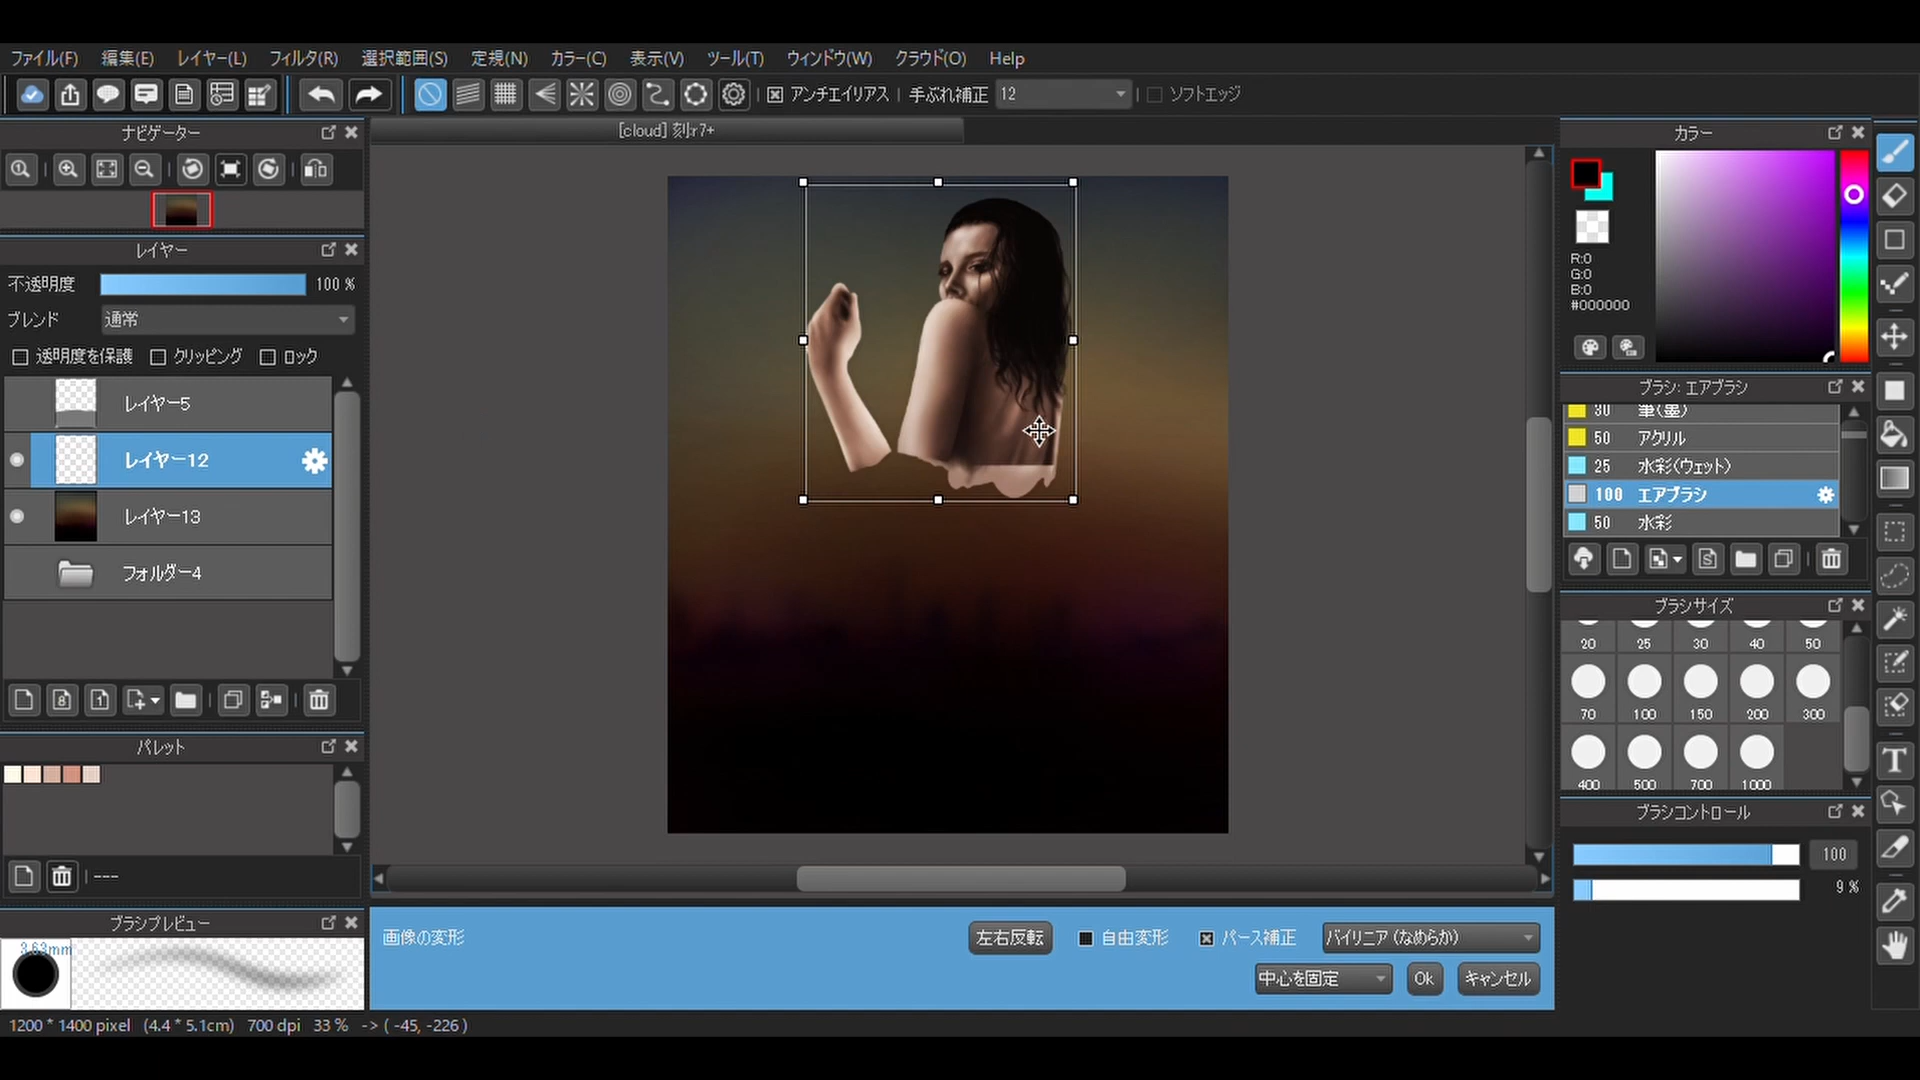 ファイル(F) 編集(E) レイヤー(L) フィルタ(R) 選択範囲(S) 定規(N) カラー(C) 表示(V) ツール(T) ウィンドウ(W) クラウド(O) Help
アンチエイリアス 手ぶれ補正 12 ソフトエッジ
ナビゲーター
[cloud] 刻r7+
レイヤー
不透明度 100 %
ブレンド 通常
透明度を保護 クリッピング ロック
レイヤー5
レイヤー12
レイヤー13
フォルダー4
パレット
---
ブラシプレビュー
3.63mm
画像の変形 左右反転 自由変形 パース補正 バイリニア (なめらか)
中心を固定 Ok キャンセル
1200 * 1400 pixel (4.4 * 5.1cm) 700 dpi 33 % -> ( -45, -226 )
カラー
R:0
G:0
B:0
#000000
ブラシ: エアブラシ
30 筆(墨)
50 アクリル
25 水彩(ウェット)
100 エアブラシ
50 水彩
ブラシサイズ
20 25 30 40 50
70 100 150 200 300
400 500 700 1000
ブラシコントロール
100
9 %